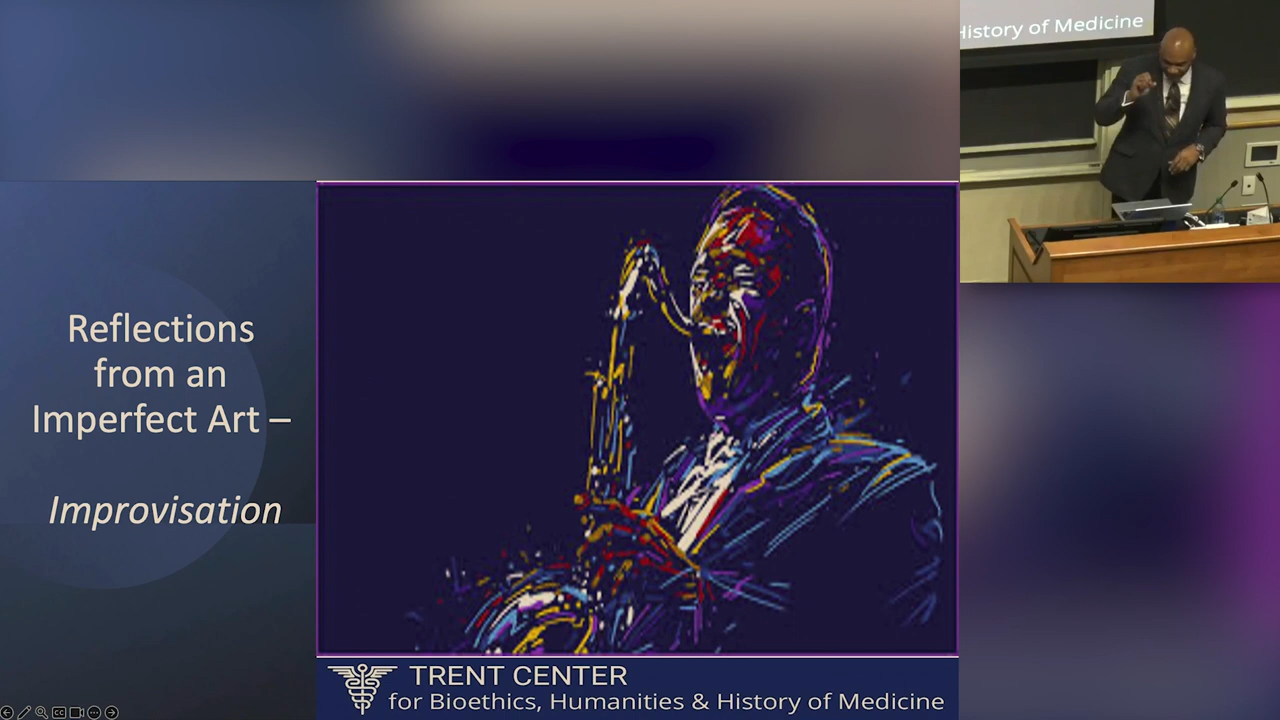 History of Medicine
Reflections
from an
Imperfect Art –
Improvisation
TRENT CENTER
for Bioethics, Humanities & History of Medicine